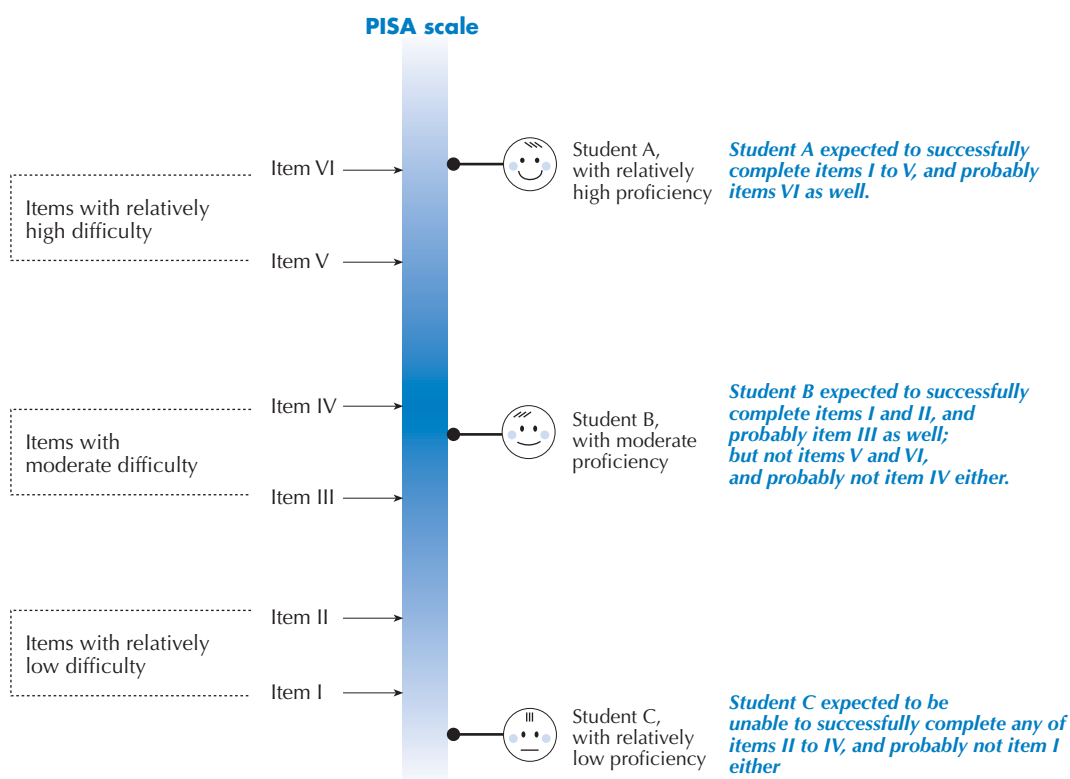 PISA scale
Item VI
Student A,
with relatively
high proficiency
Student A expected to successfully
complete items I to V, and probably
items VI as well.
Items with relatively
high difficulty
Item V
Item IV
Student B,
with moderate
proficiency
Student B expected to successfully
complete items I and II, and
probably item III as well;
but not items V and VI,
and probably not item IV either.
Items with
moderate difficulty
Item III
Item II
Items with relatively
low difficulty
Item I
Student C,
with relatively
low proficiency
Student C expected to be
unable to successfully complete any of
items II to IV, and probably not item I
either